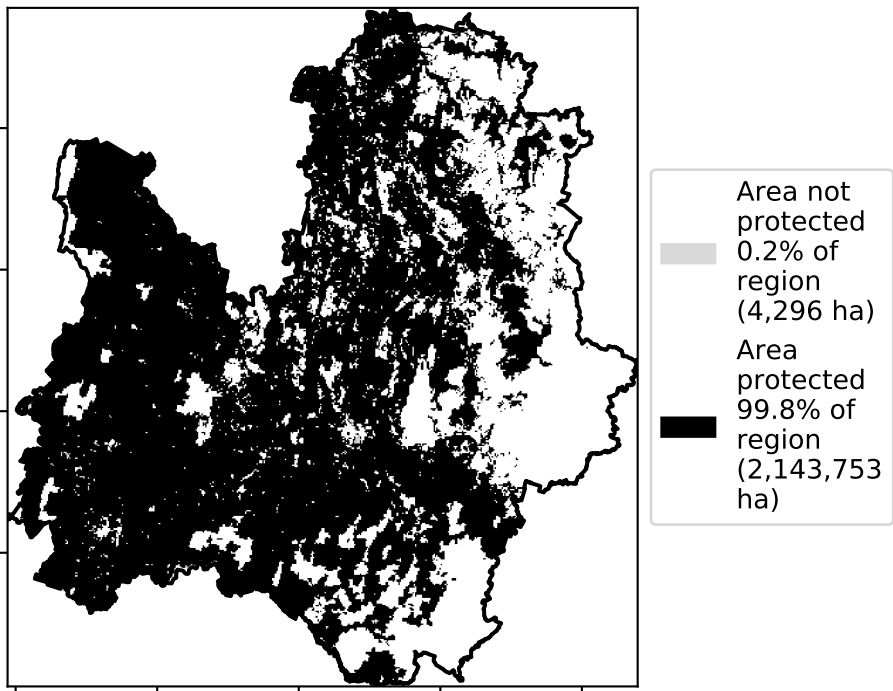 Area not
protected
0.2% of
region
(4,296 ha)
Area
protected
99.8% of
region
(2,143,753
ha)